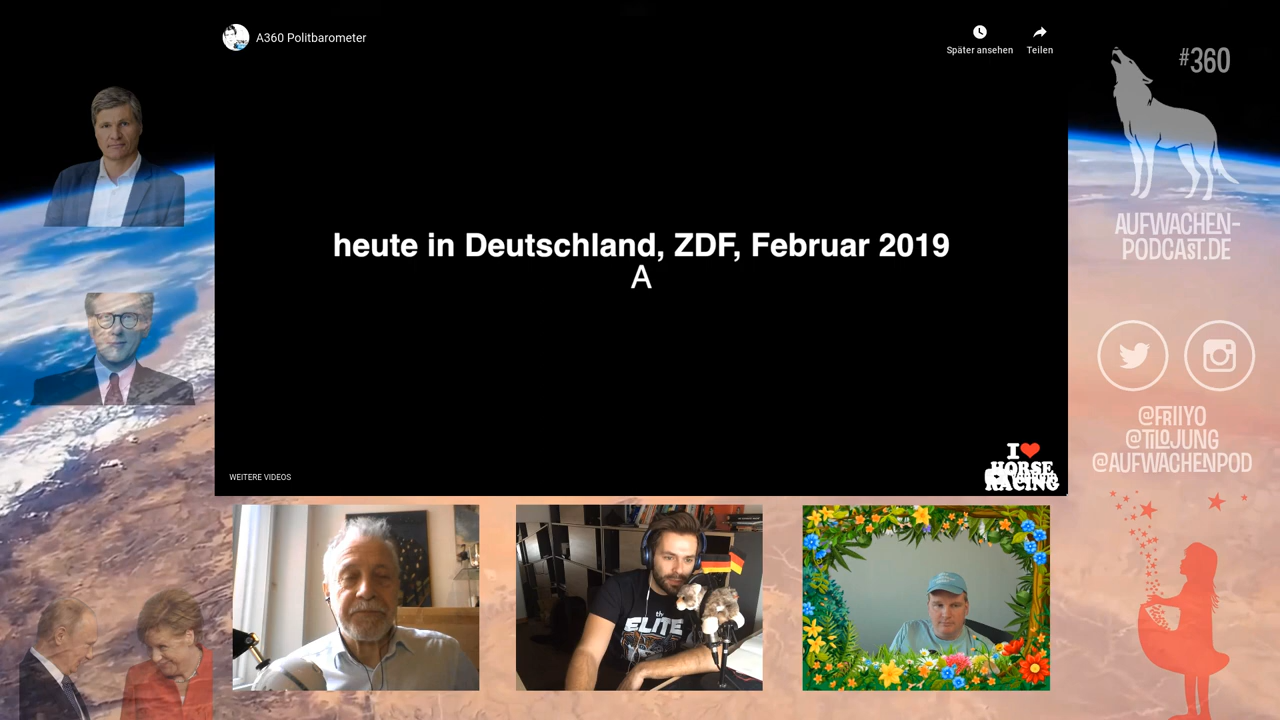 A360 Politbarometer
Später ansehen
Teilen
#360
heute in Deutschland, ZDF, Februar 2019
A
AUFWACHEN-
PODCAST.DE
@FRIIYO
@TILOJUNG
@AUFWACHENPOD
WEITERE VIDEOS
I
HORSE
RACING
ELITE